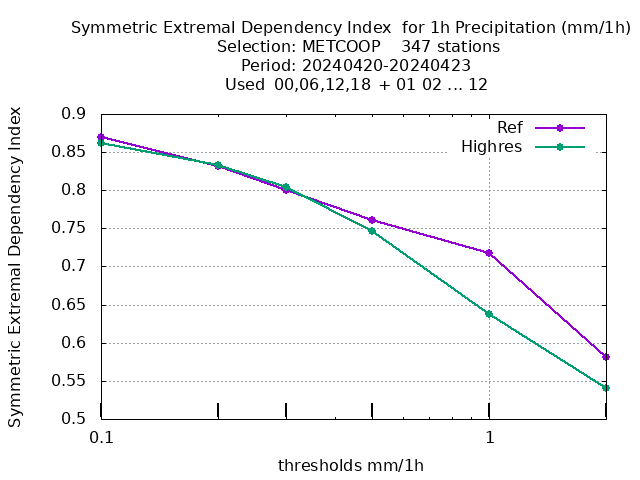 Symmetric Extremal Dependency Index  for 1h Precipitation (mm/1h)
Selection: METCOOP    347 stations
Period: 20240420-20240423
Used  00,06,12,18  + 01 02 ... 12
Ref
Highres
0.9
0.85
0.8
0.75
0.7
0.65
0.6
0.55
0.5
Symmetric Extremal Dependency Index
0.1
1
thresholds mm/1h